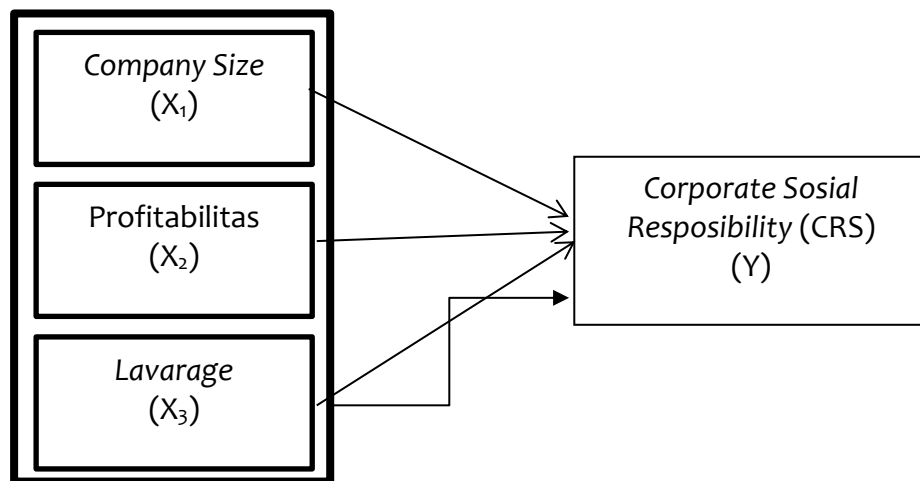 Company Size
(X₁)
Profitabilitas
(X₂)
Lavarage
(X₃)
Corporate Sosial
Resposibility (CRS)
(Y)